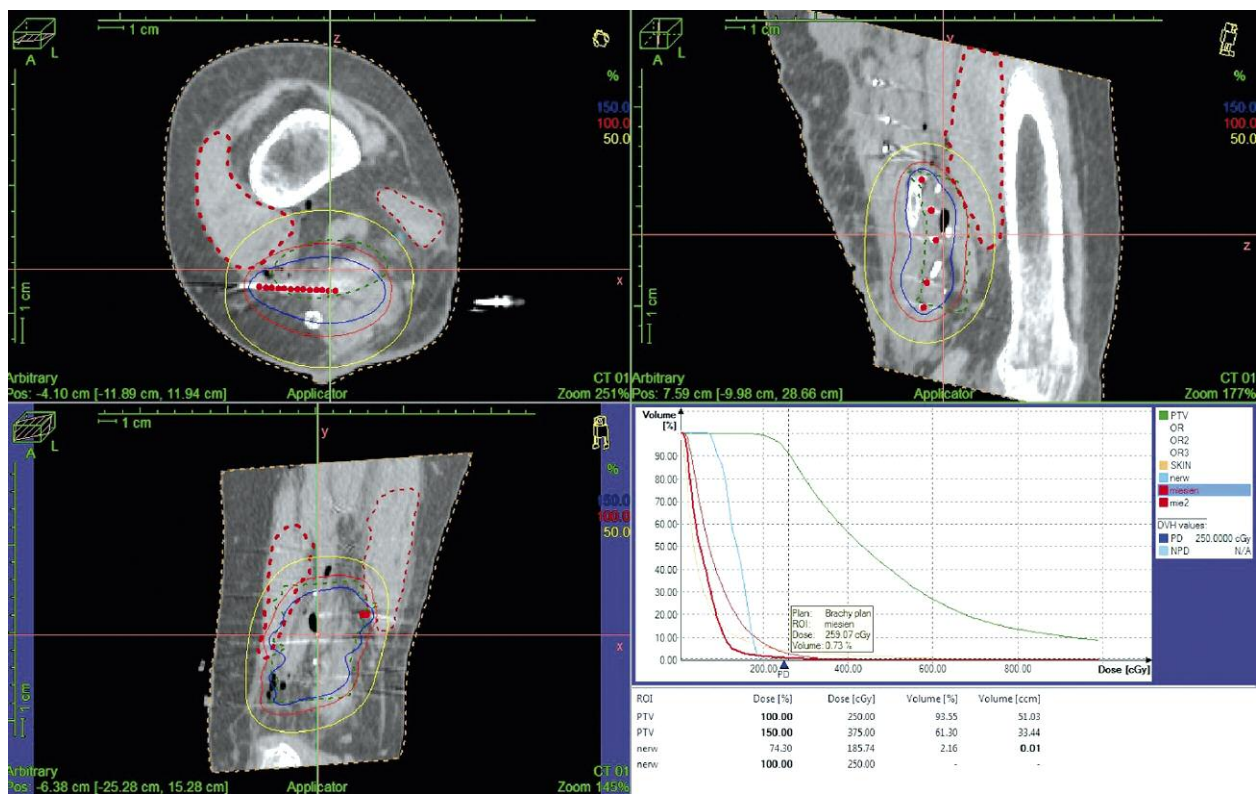 1 cm
z
A L
%
150.0
100.0
50.0
x
1 cm
Arbitrary
CT 01
Pos: -4.10 cm [-11.89 cm, 11.94 cm]
Applicator
Zoom 251%
1 cm
y
A L
%
150.0
100.0
50.0
z
1 cm
Arbitrary
CT 01
Pos: 7.59 cm [-9.98 cm, 28.66 cm]
Applicator
Zoom 177%
1 cm
y
A L
%
150.0
100.0
50.0
x
1 cm
Arbitrary
CT 01
Pos: -6.38 cm [-25.28 cm, 15.28 cm]
Applicator
Zoom 145%
Volume
[%]
90.00
80.00
70.00
60.00
50.00
40.00
30.00
20.00
10.00
0.00
200.00 400.00 600.00 800.00 Dose [cGy]
PD
Plan: Brachy plan
ROI: miesien
Dose: 259.07 cGy
Volume: 0.73 %
PTV
OR
OR2
OR3
SKIN
nerw
miesien
mie2
DVH values:
PD 250.0000 cGy
NPD N/A
ROI Dose [%] Dose [cGy] Volume [%] Volume [ccm]
PTV 100.00 250.00 93.55 51.03
PTV 150.00 375.00 61.30 33.44
nerw 74.30 185.74 2.16 0.01
nerw 100.00 250.00 - -